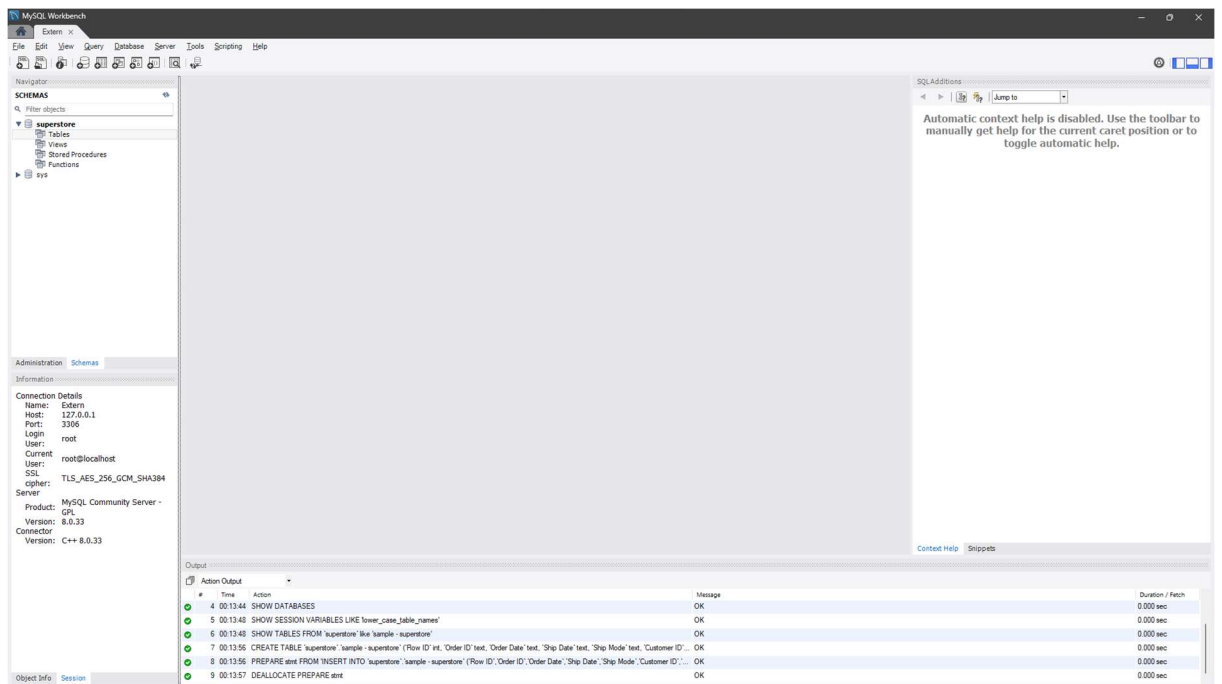 MySQL Workbench
Extern
File Edit View Query Database Server Tools Scripting Help
Navigator
SCHEMAS
Filter objects
superstore
Tables
Views
Stored Procedures
Functions
sys
Administration Schemas
Information
Connection Details
Name: Extern
Host: 127.0.0.1
Port: 3306
Login User: root
Current User: root@localhost
SSL cipher: TLS_AES_256_GCM_SHA384
Server
Product: MySQL Community Server - GPL
Version: 8.0.33
Connector
Version: C++ 8.0.33
Object Info Session
SQLAdditions
Jump to
Automatic context help is disabled. Use the toolbar to
manually get help for the current caret position or to
toggle automatic help.
Context Help Snippets
Output
Action Output
# Time Action Message Duration / Fetch
4 00:13:44 SHOW DATABASES OK 0.000 sec
5 00:13:48 SHOW SESSION VARIABLES LIKE 'lower_case_table_names' OK 0.000 sec
6 00:13:48 SHOW TABLES FROM `superstore` like 'sample - superstore' OK 0.000 sec
7 00:13:56 CREATE TABLE `superstore`.`sample - superstore` (`Row ID` int, `Order ID` text, `Order Date` text, `Ship Date` text, `Ship Mode` text, `Customer ID`... OK 0.000 sec
8 00:13:56 PREPARE stmt FROM 'INSERT INTO `superstore`.`sample - superstore` (`Row ID`,`Order ID`,`Order Date`,`Ship Date`,`Ship Mode`,`Customer ID`,`... OK 0.000 sec
9 00:13:57 DEALLOCATE PREPARE stmt OK 0.000 sec